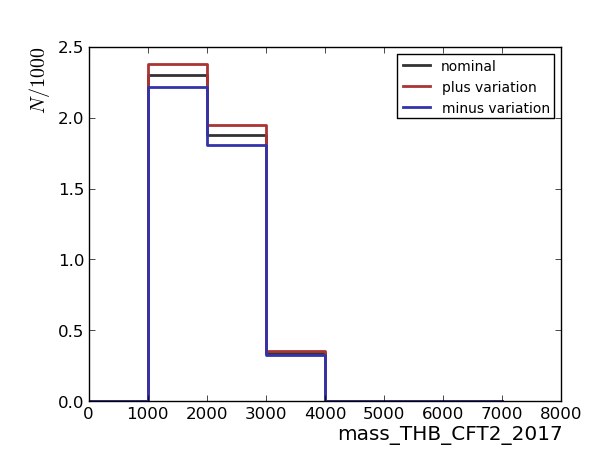 N/1000
2.5
2.0
1.5
1.0
0.5
0.0
nominal
plus variation
minus variation
0 1000 2000 3000 4000 5000 6000 7000 8000
mass_THB_CFT2_2017